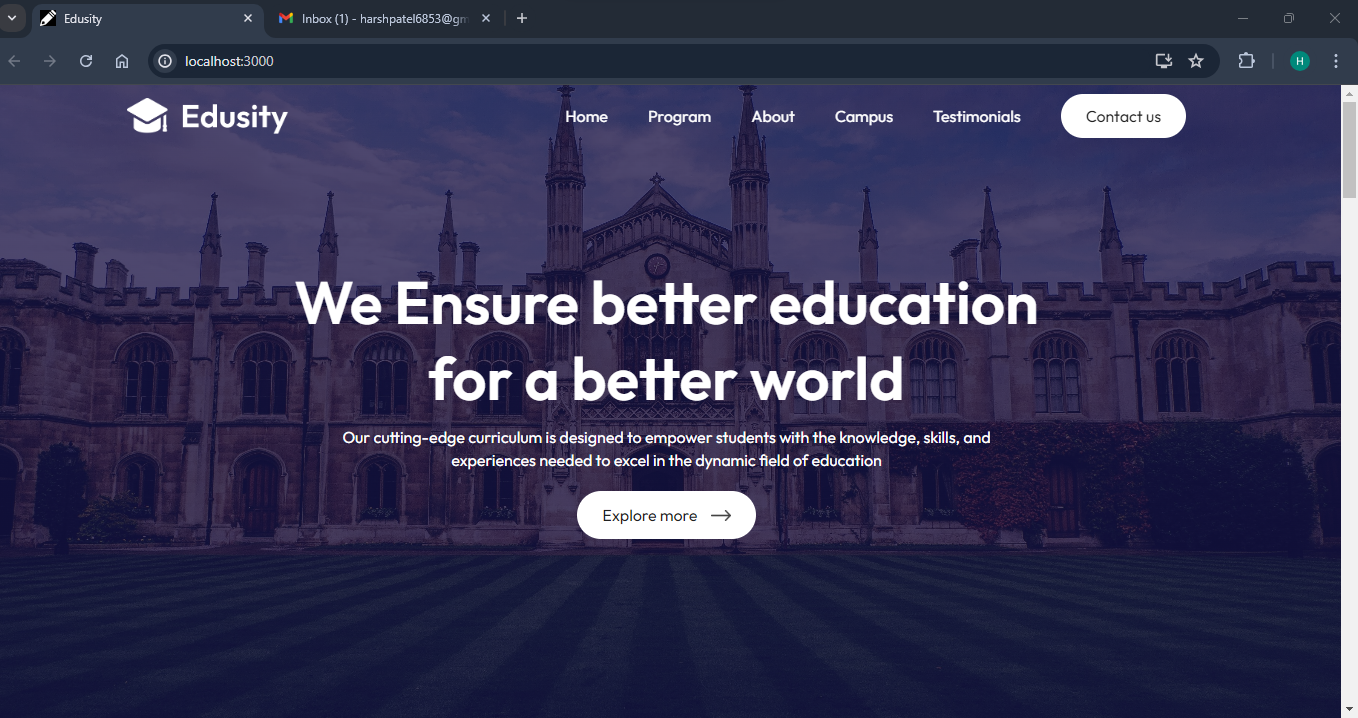 Edusity
Inbox (1) - harshpatel6853@gm
localhost:3000
H
Edusity
Home
Program
About
Campus
Testimonials
Contact us
We Ensure better education
for a better world
Our cutting-edge curriculum is designed to empower students with the knowledge, skills, and
experiences needed to excel in the dynamic field of education
Explore more